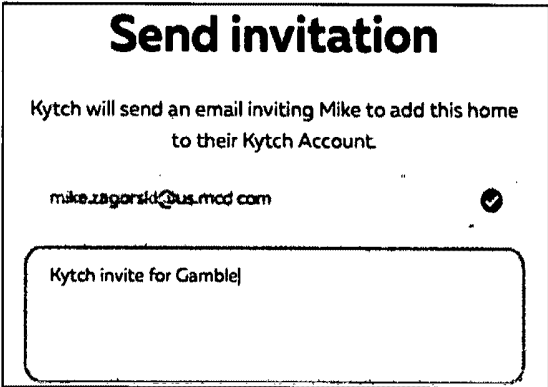 Send invitation
Kytch will send an email inviting Mike to add this home
to their Kytch Account.
mike.zagorski@us.mcd.com
Kytch invite for Gamble